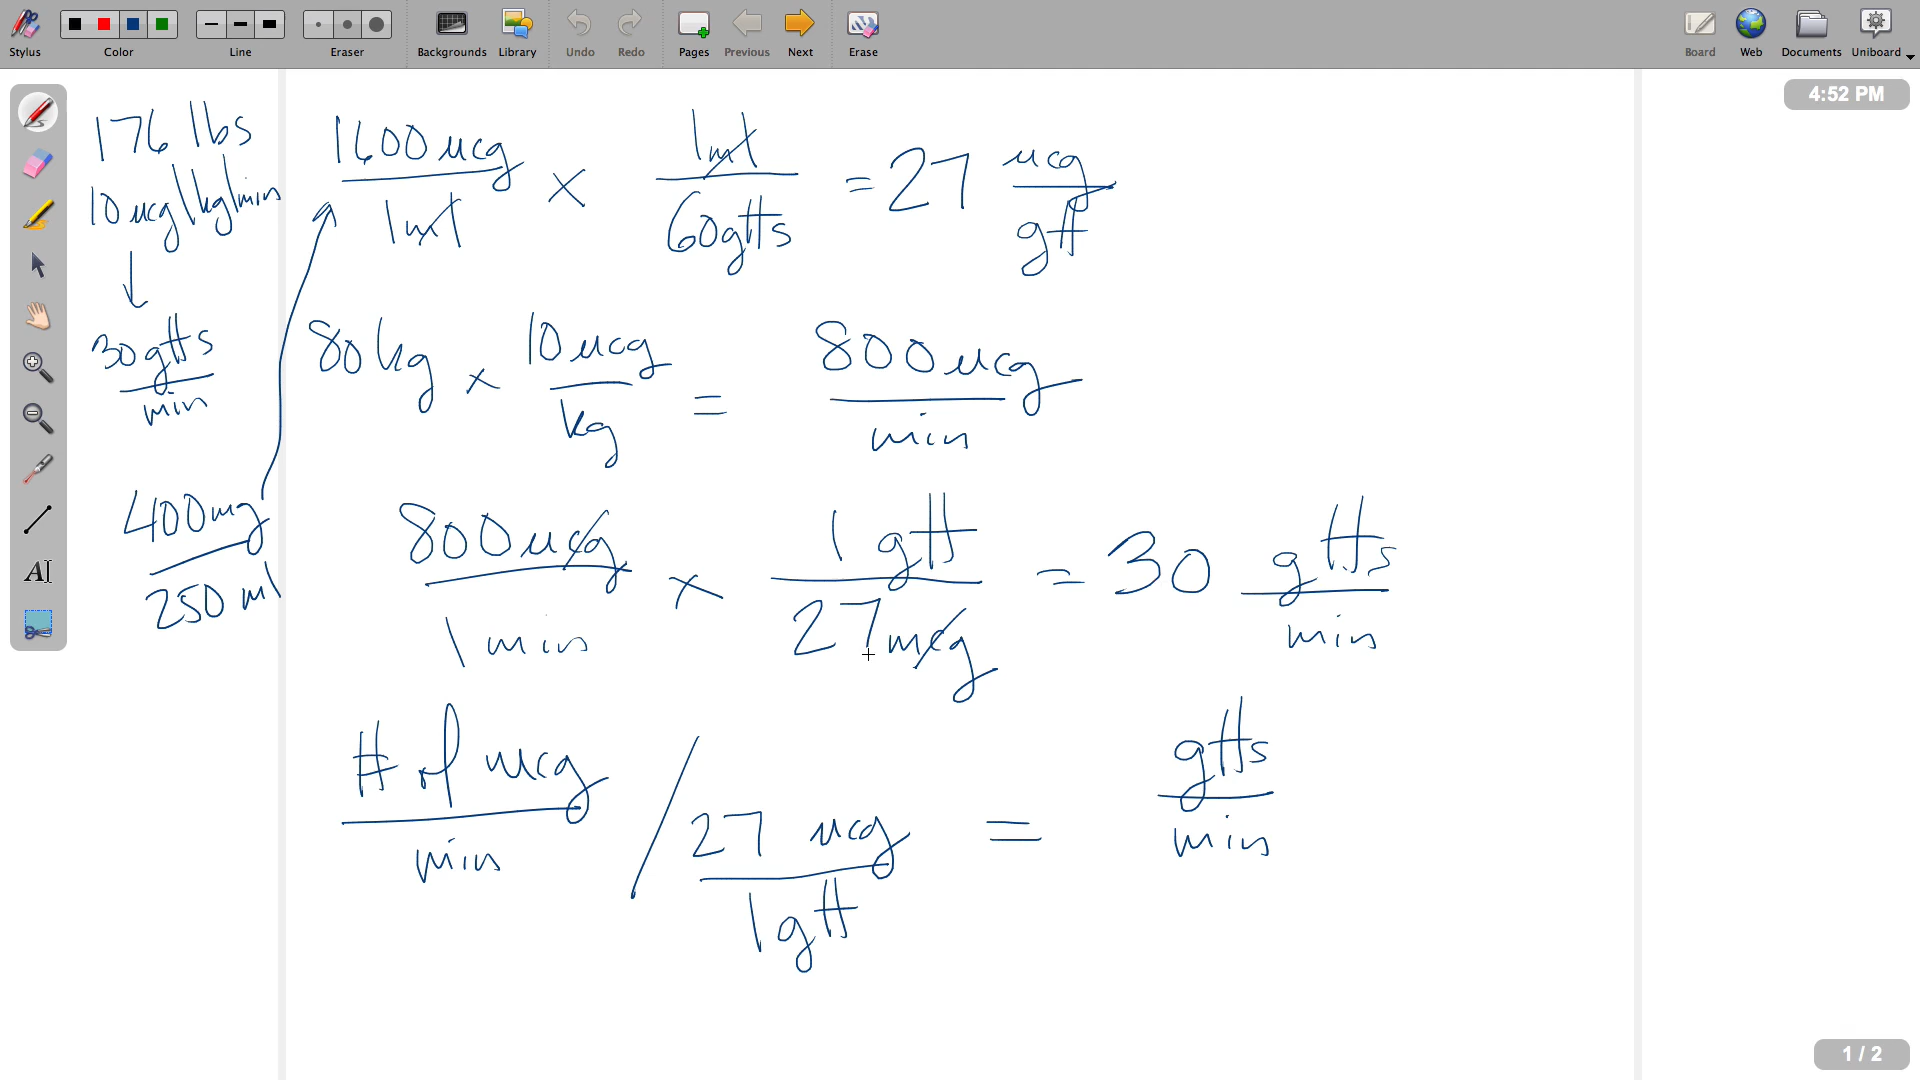 Stylus Color Line Eraser Backgrounds Library Undo Redo Pages Previous Next Erase Board Web Documents Uniboard
4:52 PM
176 lbs
10 mcg/kg/min
↓
30 gtts
min
400 mg
250 ml
1600 mcg / 1 ml × 1 ml / 60 gtts = 27 mcg / gtt
80 kg × 10 mcg / kg = 800 mcg / min
800 mcg / 1 min × 1 gtt / 27 mcg = 30 gtts / min
# of mcg / min / 27 mcg / 1 gtt = gtts / min
A
1 / 2